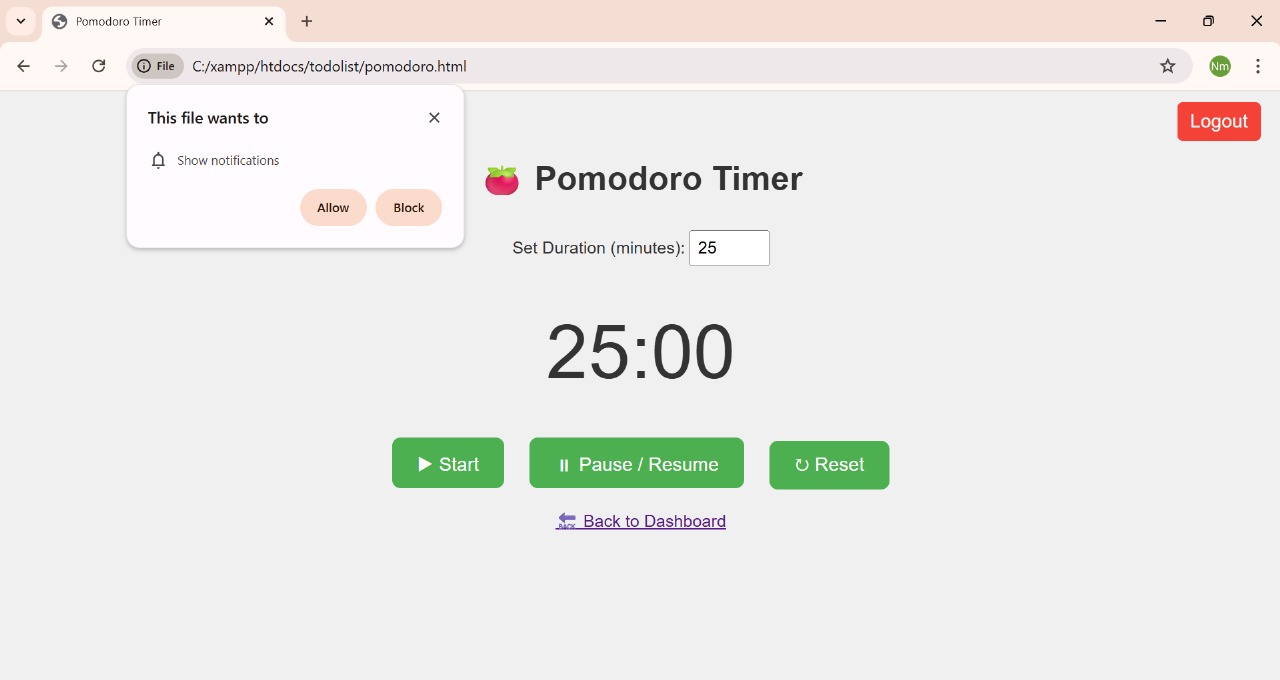 Pomodoro Timer
File C:/xampp/htdocs/todolist/pomodoro.html
Nm
This file wants to
Show notifications
Allow Block
Logout
Pomodoro Timer
Set Duration (minutes): 25
25:00
▶ Start ⏸ Pause / Resume ↻ Reset
BACK Back to Dashboard